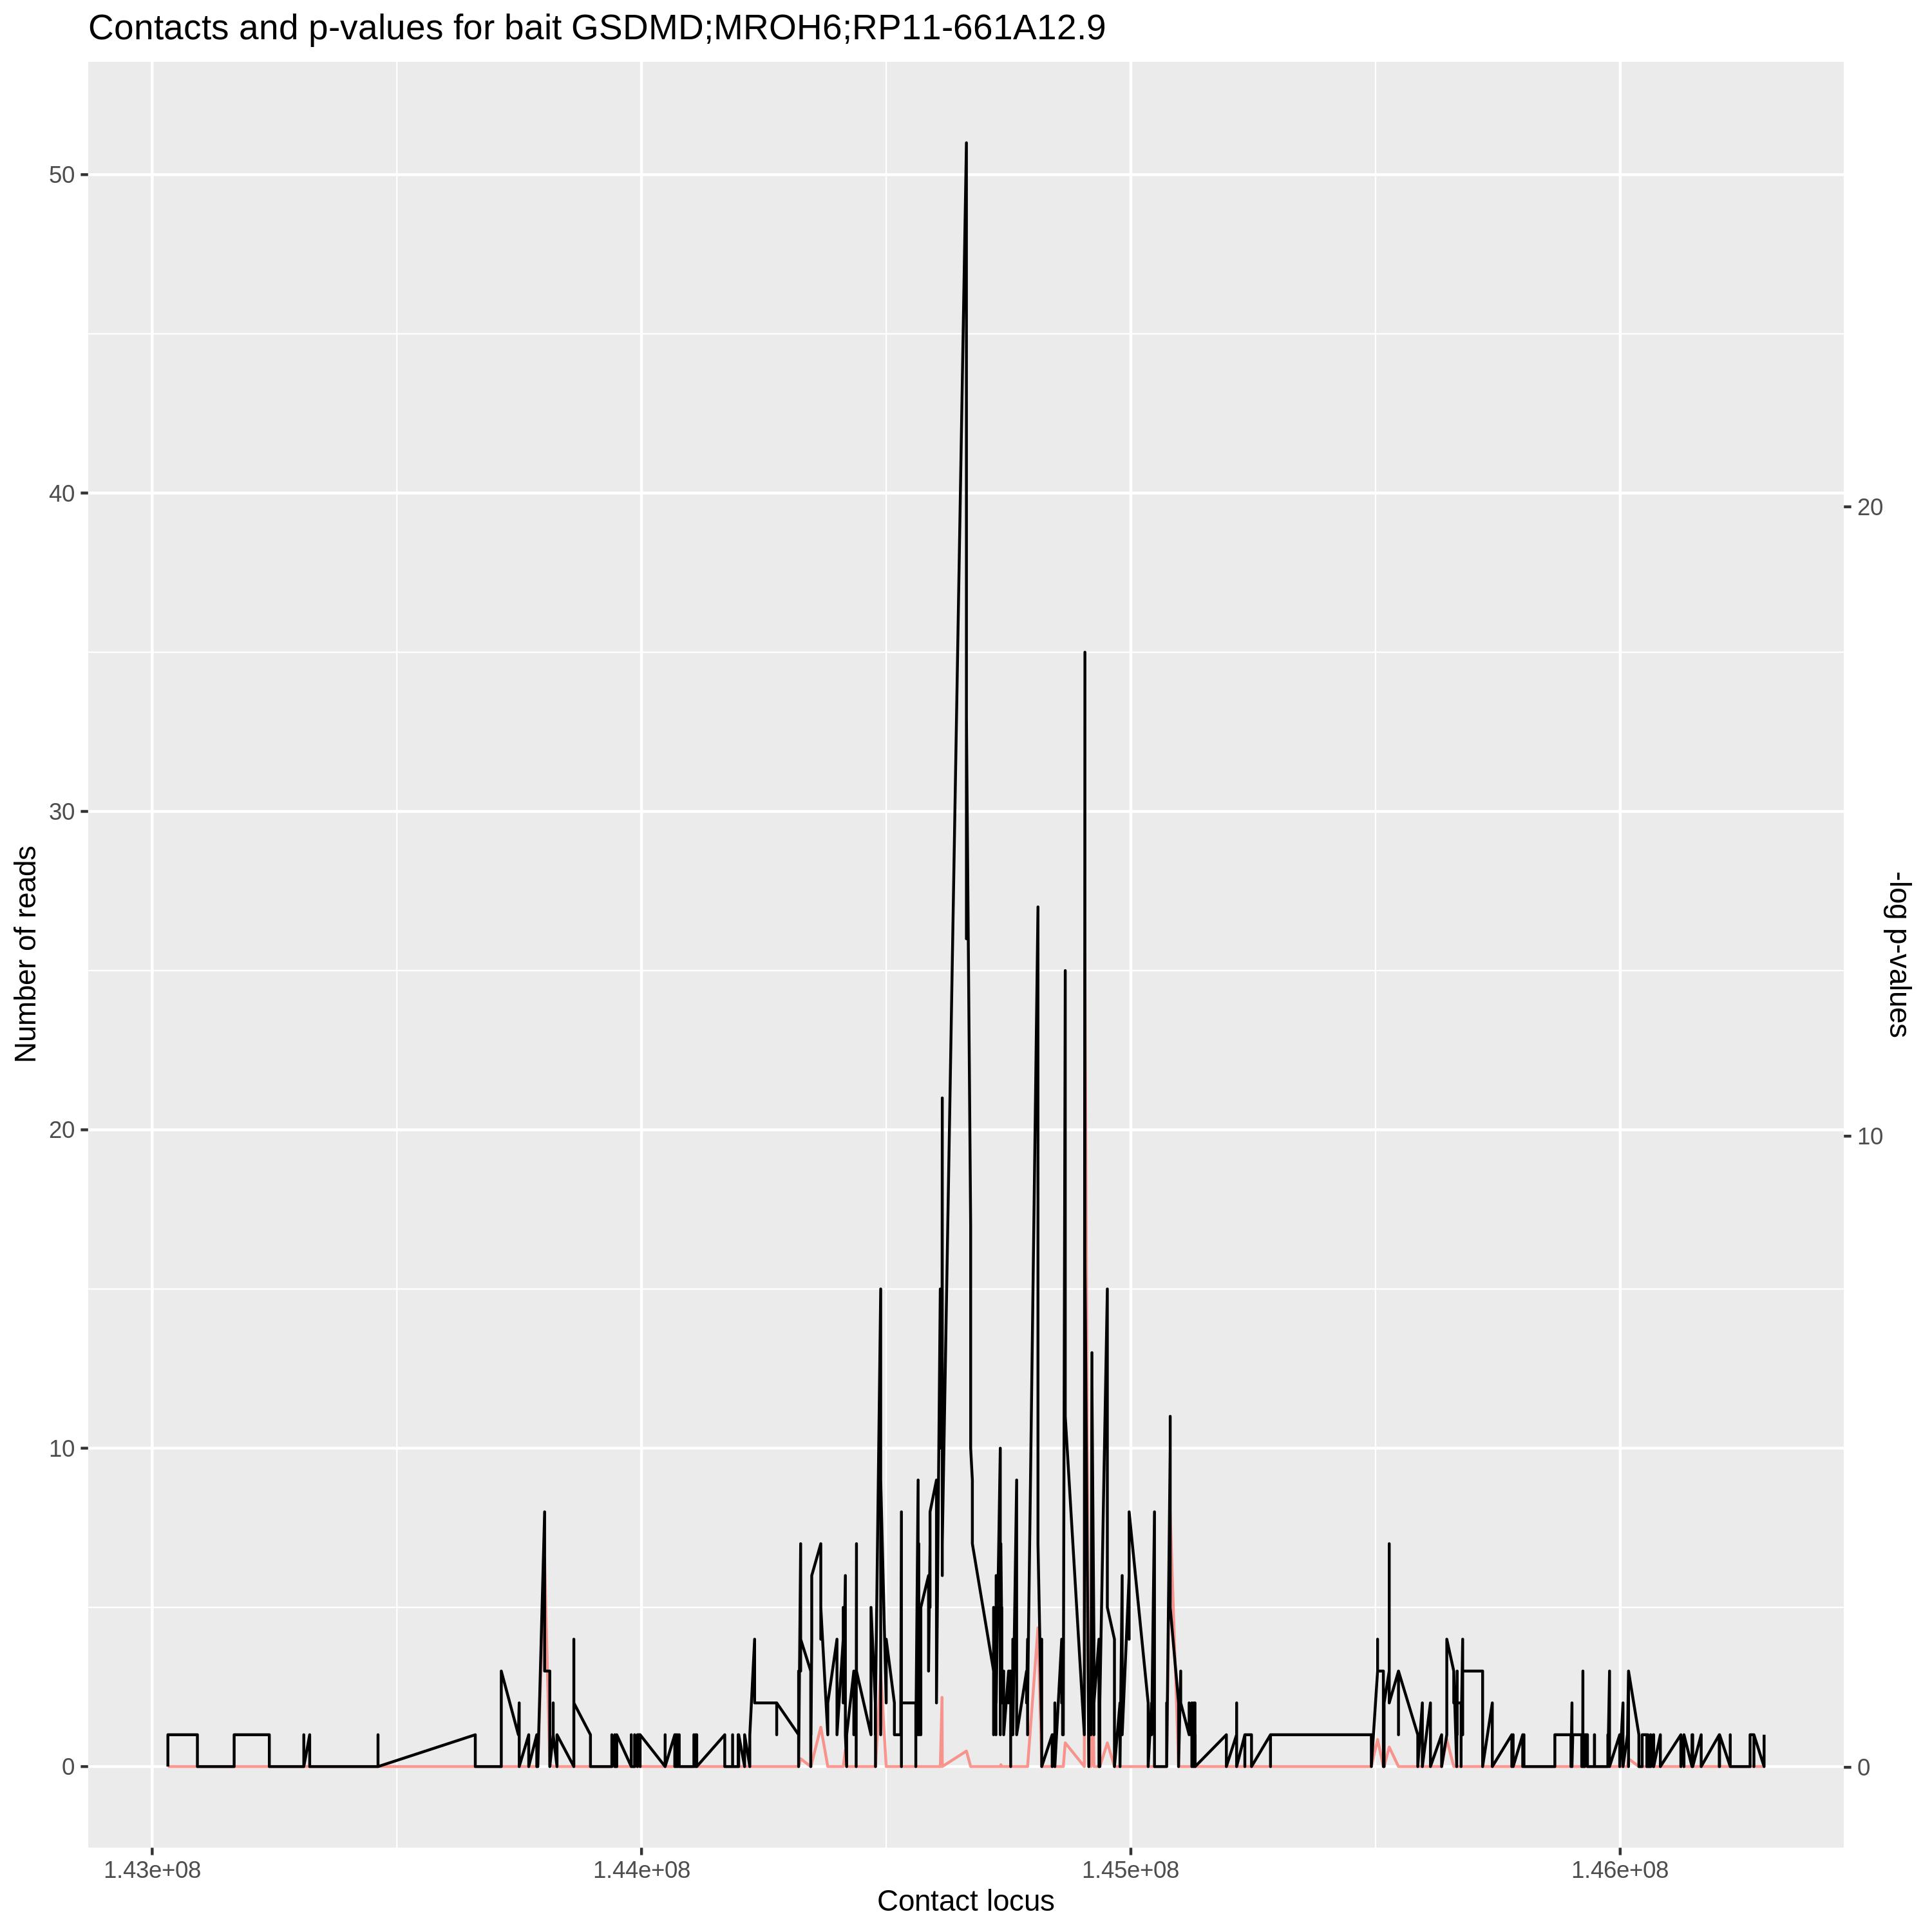 Contacts and p-values for bait GSDMD;MROH6;RP11-661A12.9
50
40
30
20
10
0
Number of reads
20
10
0
-log p-values
1.43e+08
1.44e+08
1.45e+08
1.46e+08
Contact locus